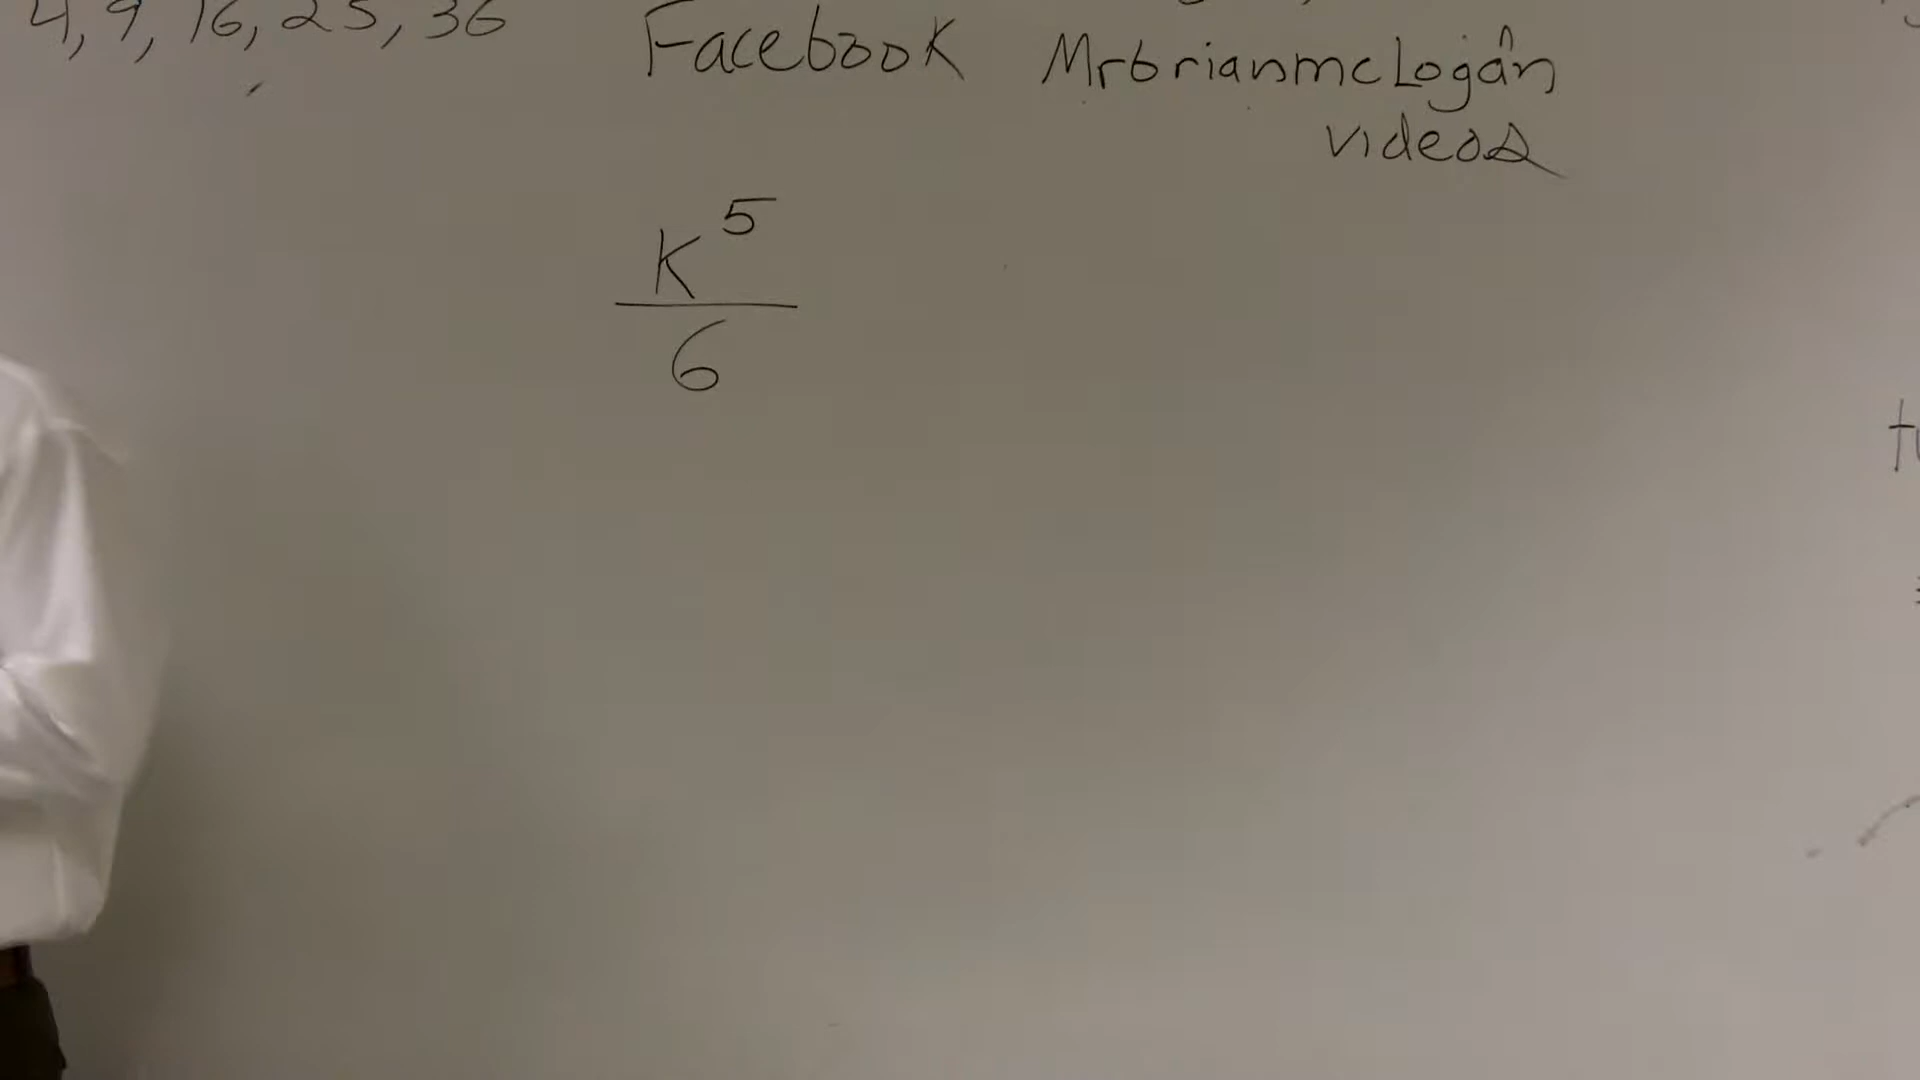 4, 9, 16, 25, 36
Facebook MrbrianmcLogan
videos
K^5
6